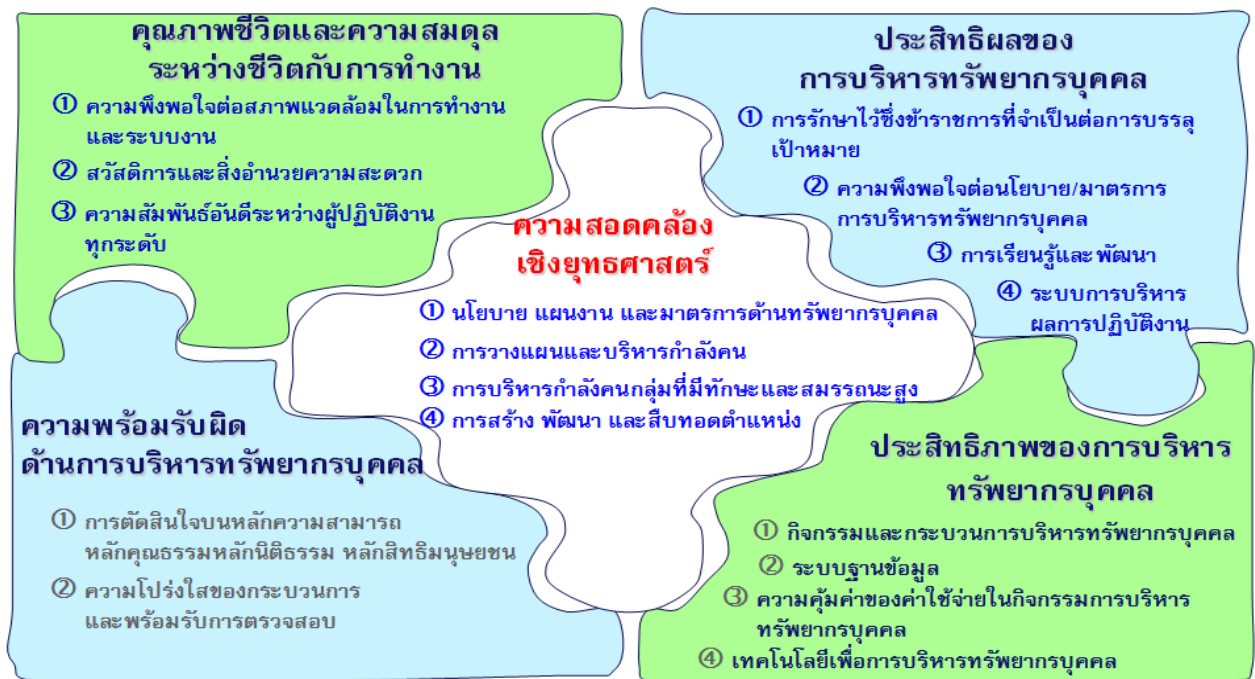 คุณภาพชีวิตและความสมดุล
ระหว่างชีวิตกับการทำงาน
① ความพึงพอใจต่อสภาพแวดล้อมในการทำงาน
และระบบงาน
② สวัสดิการและสิ่งอำนวยความสะดวก
③ ความสัมพันธ์อันดีระหว่างผู้ปฏิบัติงาน
ทุกระดับ
ประสิทธิผลของ
การบริหารทรัพยากรบุคคล
① การรักษาไว้ซึ่งข้าราชการที่จำเป็นต่อการบรรลุ
เป้าหมาย
② ความพึงพอใจต่อนโยบาย/มาตรการ
การบริหารทรัพยากรบุคคล
③ การเรียนรู้และพัฒนา
④ ระบบการบริหาร
ผลการปฏิบัติงาน
ความสอดคล้อง
เชิงยุทธศาสตร์
① นโยบาย แผนงาน และมาตรการด้านทรัพยากรบุคคล
② การวางแผนและบริหารกำลังคน
③ การบริหารกำลังคนกลุ่มที่มีทักษะและสมรรถนะสูง
④ การสร้าง พัฒนา และสืบทอดตำแหน่ง
ความพร้อมรับผิด
ด้านการบริหารทรัพยากรบุคคล
① การตัดสินใจบนหลักความสามารถ
หลักคุณธรรมหลักนิติธรรม หลักสิทธิมนุษยชน
② ความโปร่งใสของกระบวนการ
และพร้อมรับการตรวจสอบ
ประสิทธิภาพของการบริหาร
ทรัพยากรบุคคล
① กิจกรรมและกระบวนการบริหารทรัพยากรบุคคล
② ระบบฐานข้อมูล
③ ความคุ้มค่าของค่าใช้จ่ายในกิจกรรมการบริหาร
ทรัพยากรบุคคล
④ เทคโนโลยีเพื่อการบริหารทรัพยากรบุคคล